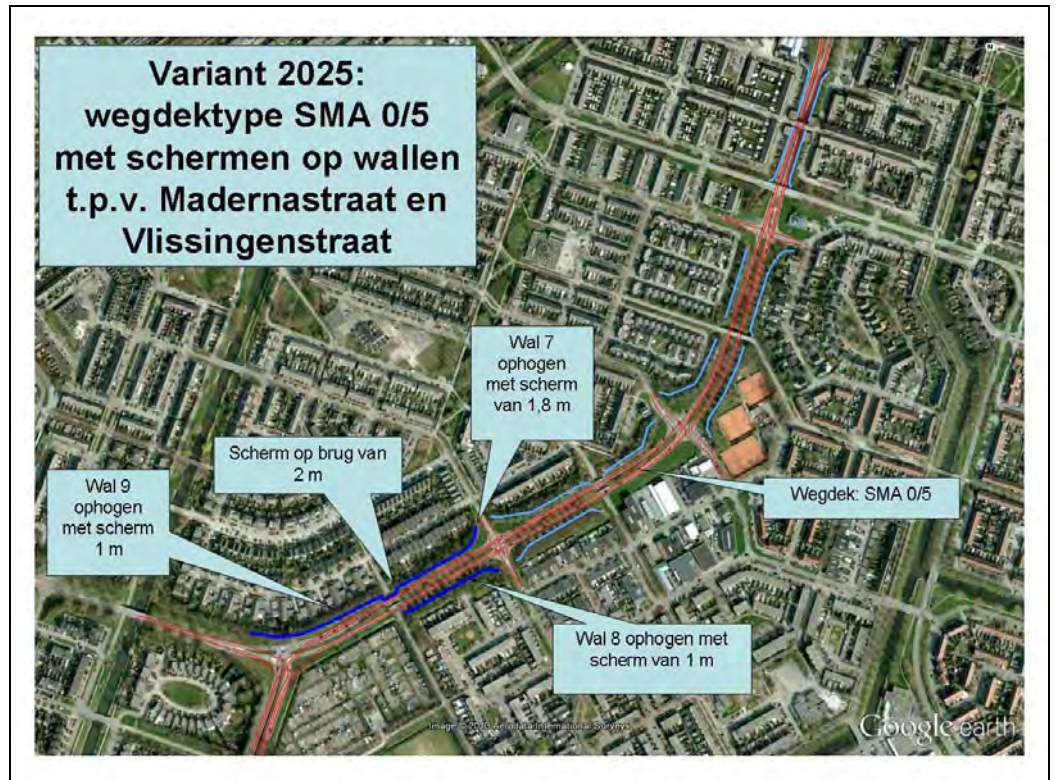 Variant 2025:
wegdektype SMA 0/5
met schermen op wallen
t.p.v. Madernastraat en
Vlissingenstraat
Wal 7
ophogen
met scherm
van 1,8 m
Scherm op brug van
2 m
Wal 9
ophogen
met scherm
1 m
Wegdek: SMA 0/5
Wal 8 ophogen met
scherm van 1 m
Aerodata International Surveys
Google earth